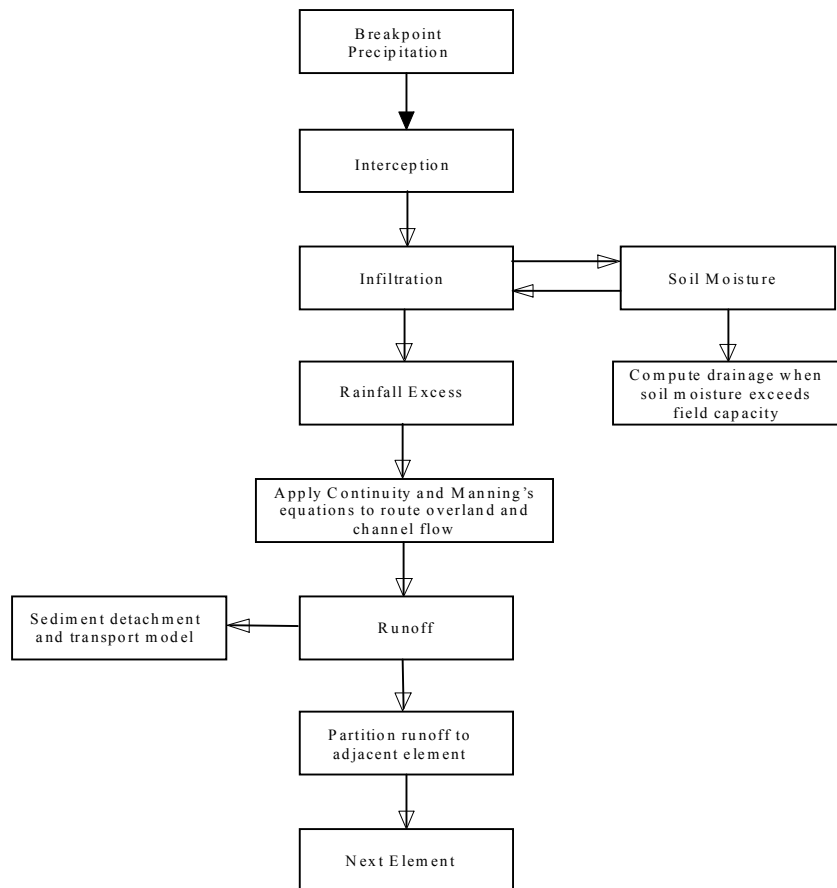 Breakpoint
Precipitation
Interception
Infiltration
Soil Moisture
Rainfall Excess
Compute drainage when
soil moisture exceeds
field capacity
Apply Continuity and Manning’s
equations to route overland and
channel flow
Sediment detachment
and transport model
Runoff
Partition runoff to
adjacent element
Next Element